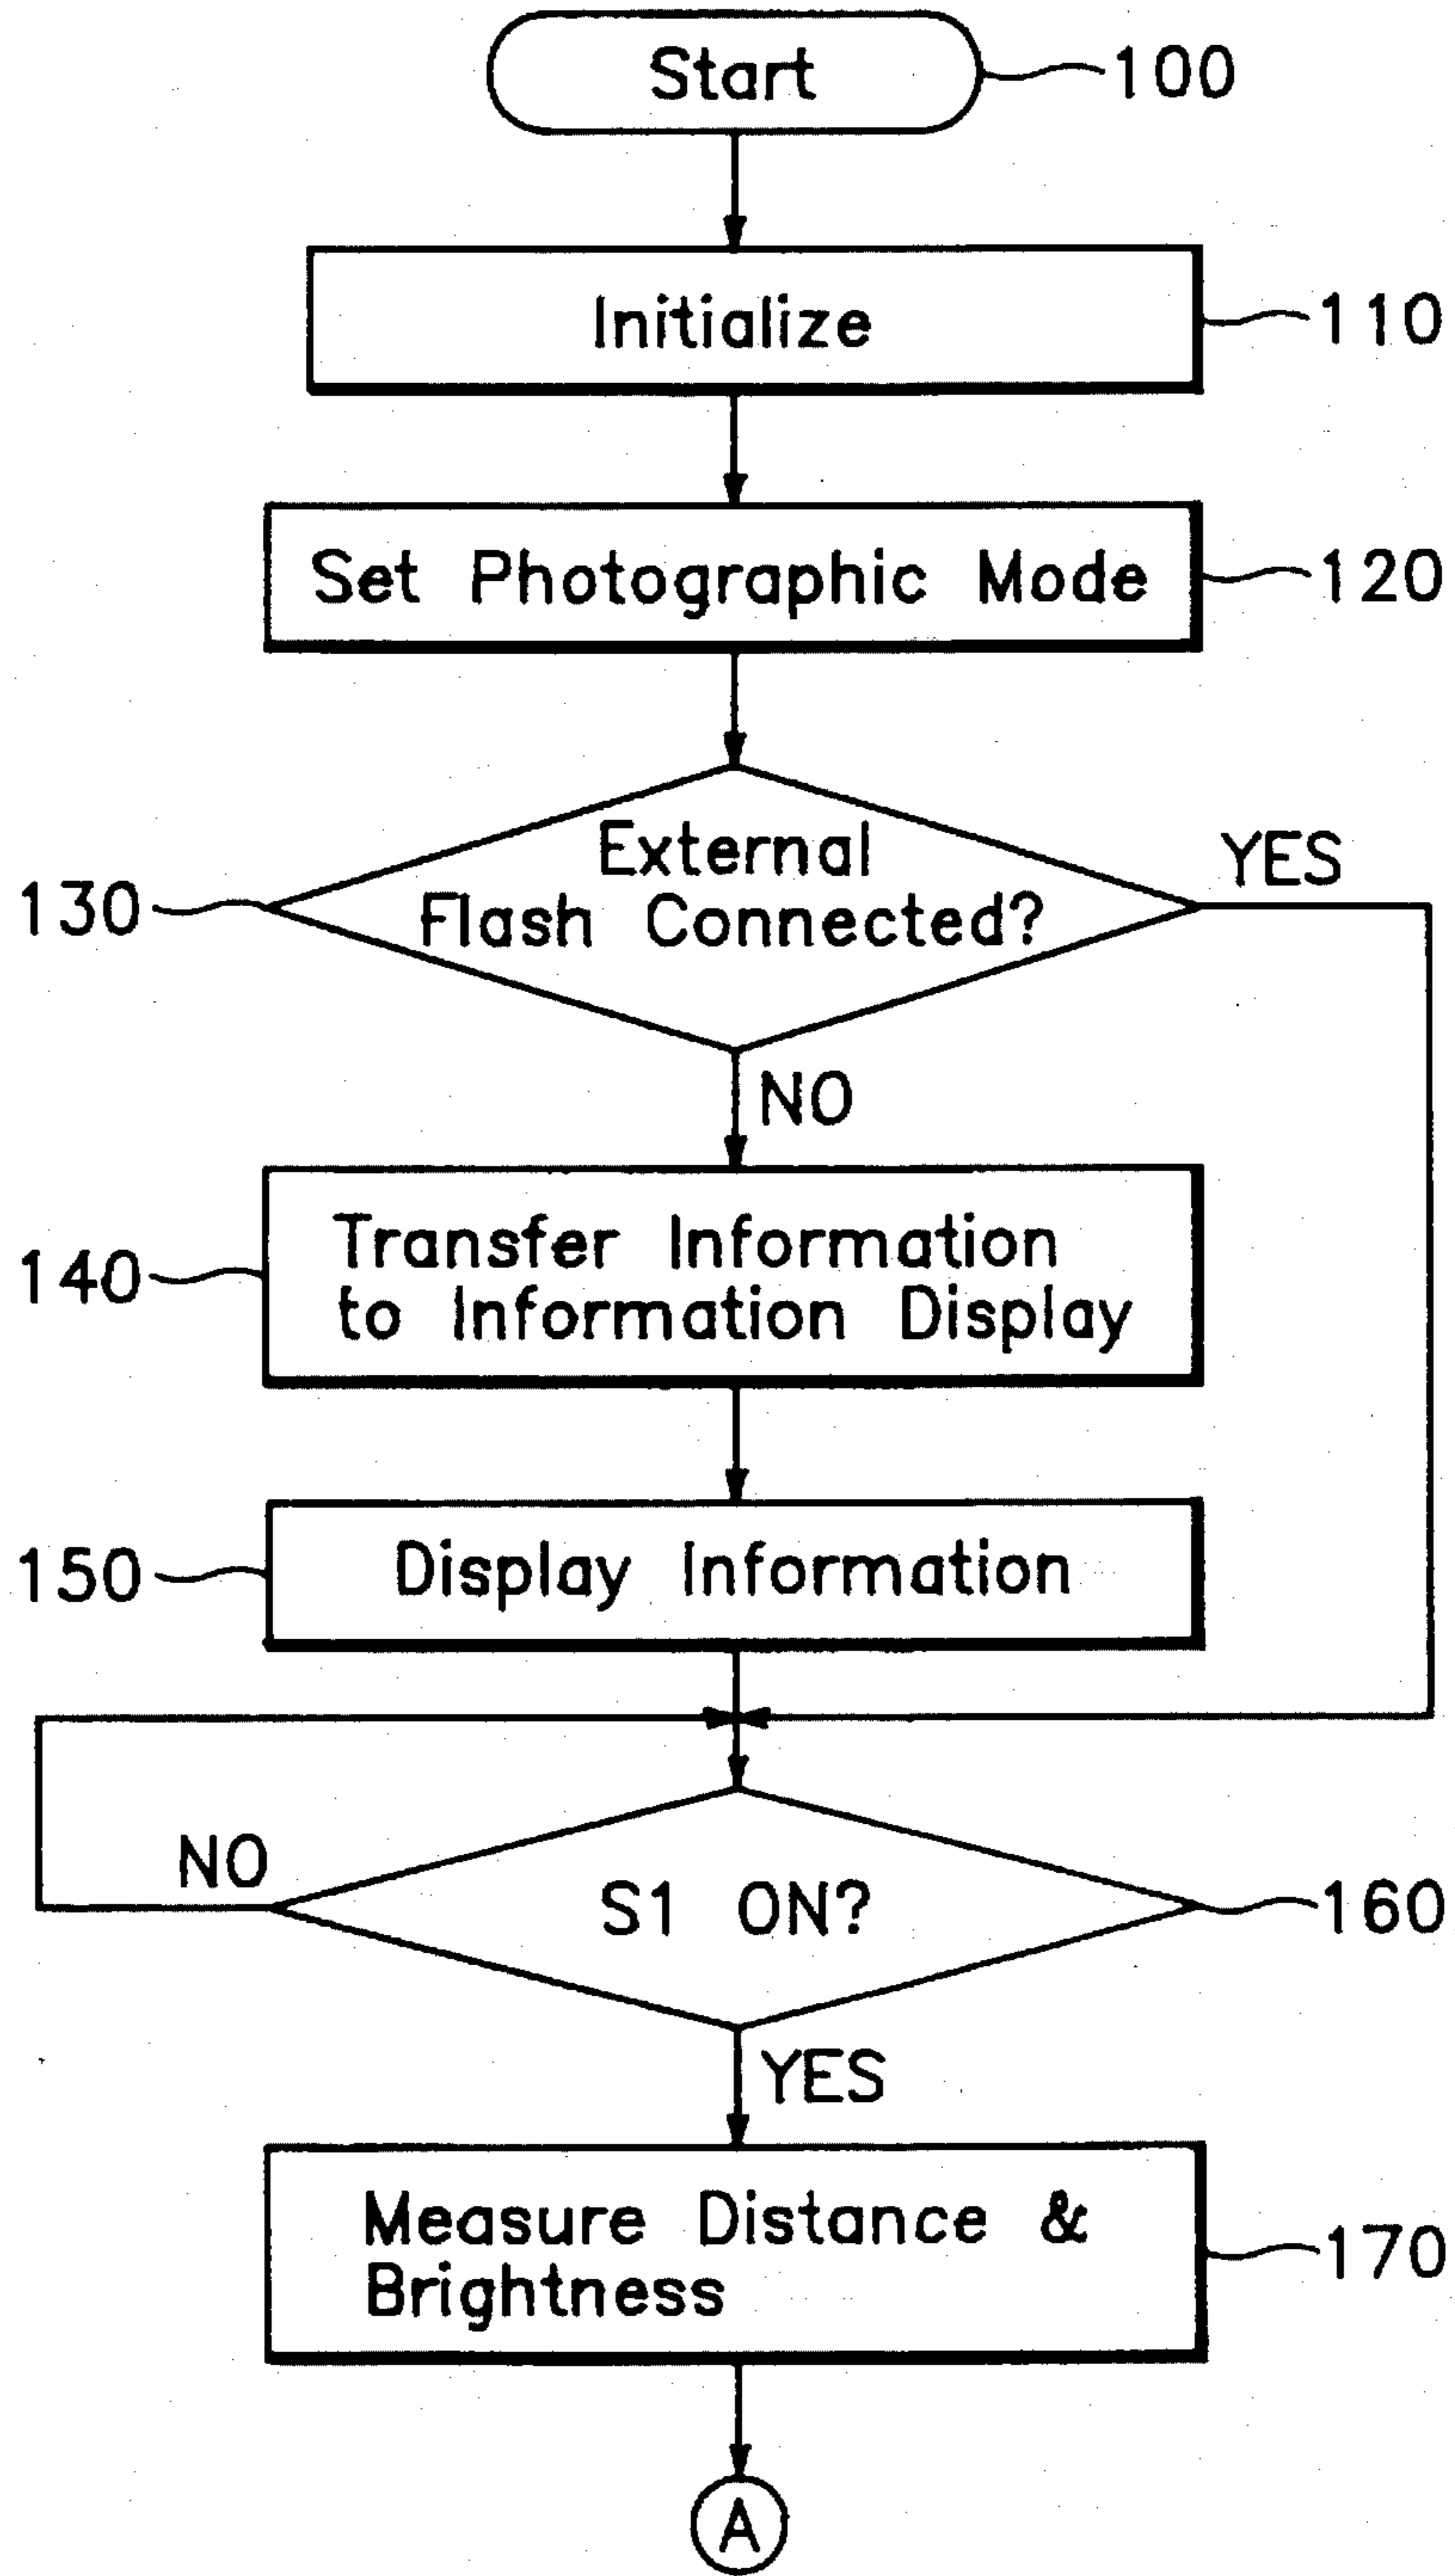 Start
100
Initialize
110
Set Photographic Mode
120
External
Flash Connected?
YES
130
NO
Transfer Information
to Information Display
140
Display Information
150
NO
S1 ON?
160
YES
Measure Distance &
Brightness
170
A